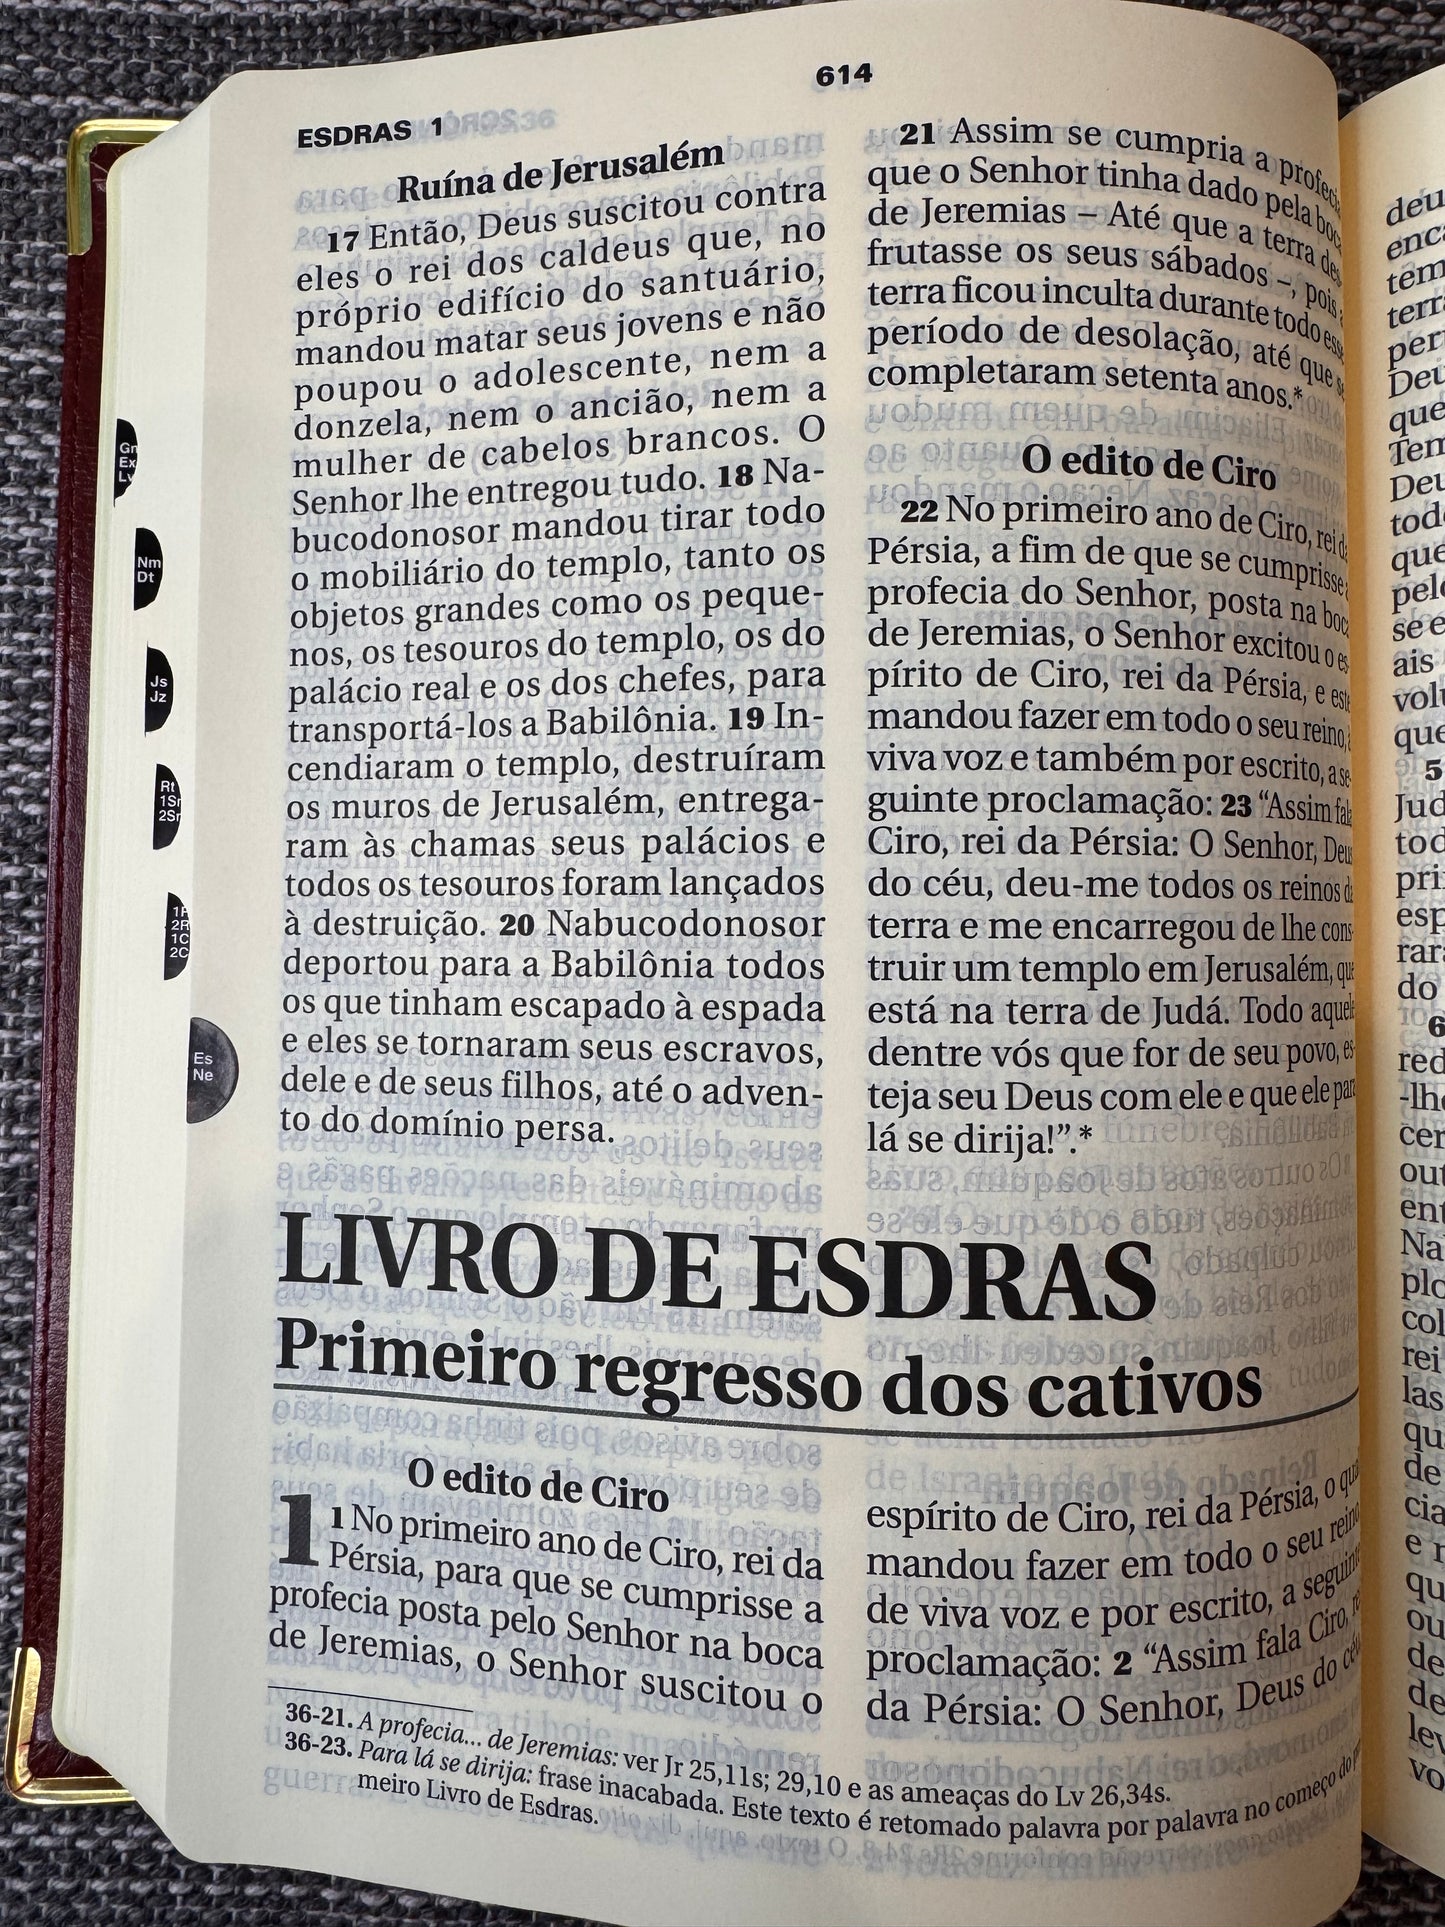 614
ESDRAS 1
Ruína de Jerusalém
17 Então, Deus suscitou contra
eles o rei dos caldeus que, no
próprio edifício do santuário,
mandou matar seus jovens e não
poupou o adolescente, nem a
donzela, nem o ancião, nem a
mulher de cabelos brancos. O
Senhor lhe entregou tudo. 18 Na-
bucodonosor mandou tirar todo
o mobiliário do templo, tanto os
objetos grandes como os peque-
nos, os tesouros do templo, os do
palácio real e os dos chefes, para
transportá-los a Babilônia. 19 In-
cendiaram o templo, destruíram
os muros de Jerusalém, entrega-
ram às chamas seus palácios e
todos os tesouros foram lançados
à destruição. 20 Nabucodonosor
deportou para a Babilônia todos
os que tinham escapado à espada
e eles se tornaram seus escravos,
dele e de seus filhos, até o adven-
to do domínio persa.
21 Assim se cumpria a profecia
que o Senhor tinha dado pela boca
de Jeremias – Até que a terra des-
frutasse os seus sábados –, pois a
terra ficou inculta durante todo esse
período de desolação, até que se
completaram setenta anos.*
O edito de Ciro
22 No primeiro ano de Ciro, rei da
Pérsia, a fim de que se cumprisse a
profecia do Senhor, posta na boca
de Jeremias, o Senhor excitou o es-
pírito de Ciro, rei da Pérsia, e este
mandou fazer em todo o seu reino, à
viva voz e também por escrito, a se-
guinte proclamação: 23 “Assim fala
Ciro, rei da Pérsia: O Senhor, Deus
do céu, deu-me todos os reinos da
terra e me encarregou de lhe cons-
truir um templo em Jerusalém, que
está na terra de Judá. Todo aquele
dentre vós que for de seu povo, es-
teja seu Deus com ele e que ele para
lá se dirija!”.*
LIVRO DE ESDRAS
Primeiro regresso dos cativos
O edito de Ciro
1 1 No primeiro ano de Ciro, rei da
Pérsia, para que se cumprisse a
profecia posta pelo Senhor na boca
de Jeremias, o Senhor suscitou o
espírito de Ciro, rei da Pérsia, o qual
mandou fazer em todo o seu reino,
de viva voz e por escrito, a seguinte
proclamação: 2 “Assim fala Ciro, rei
da Pérsia: O Senhor, Deus do céu,
36-21. A profecia... de Jeremias: ver Jr 25,11s; 29,10 e as ameaças do Lv 26,34s.
36-23. Para lá se dirija: frase inacabada. Este texto é retomado palavra por palavra no começo do pri-
meiro Livro de Esdras.
Gn
Ex
Lv
Nm
Dt
Js
Jz
Rt
1Sm
2Sm
2R
1C
2C
Es
Ne